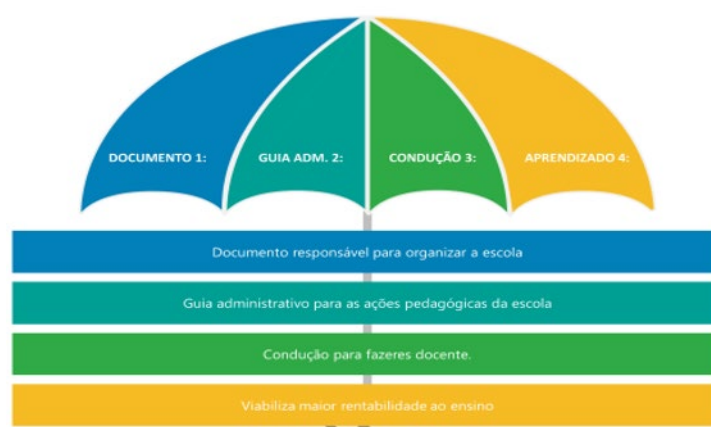 DOCUMENTO 1:
GUIA ADM. 2:
CONDUÇÃO 3:
APRENDIZADO 4:
Documento responsável para organizar a escola
Guia administrativo para as ações pedagógicas da escola
Condução para fazeres docente.
Viabiliza maior rentabilidade ao ensino